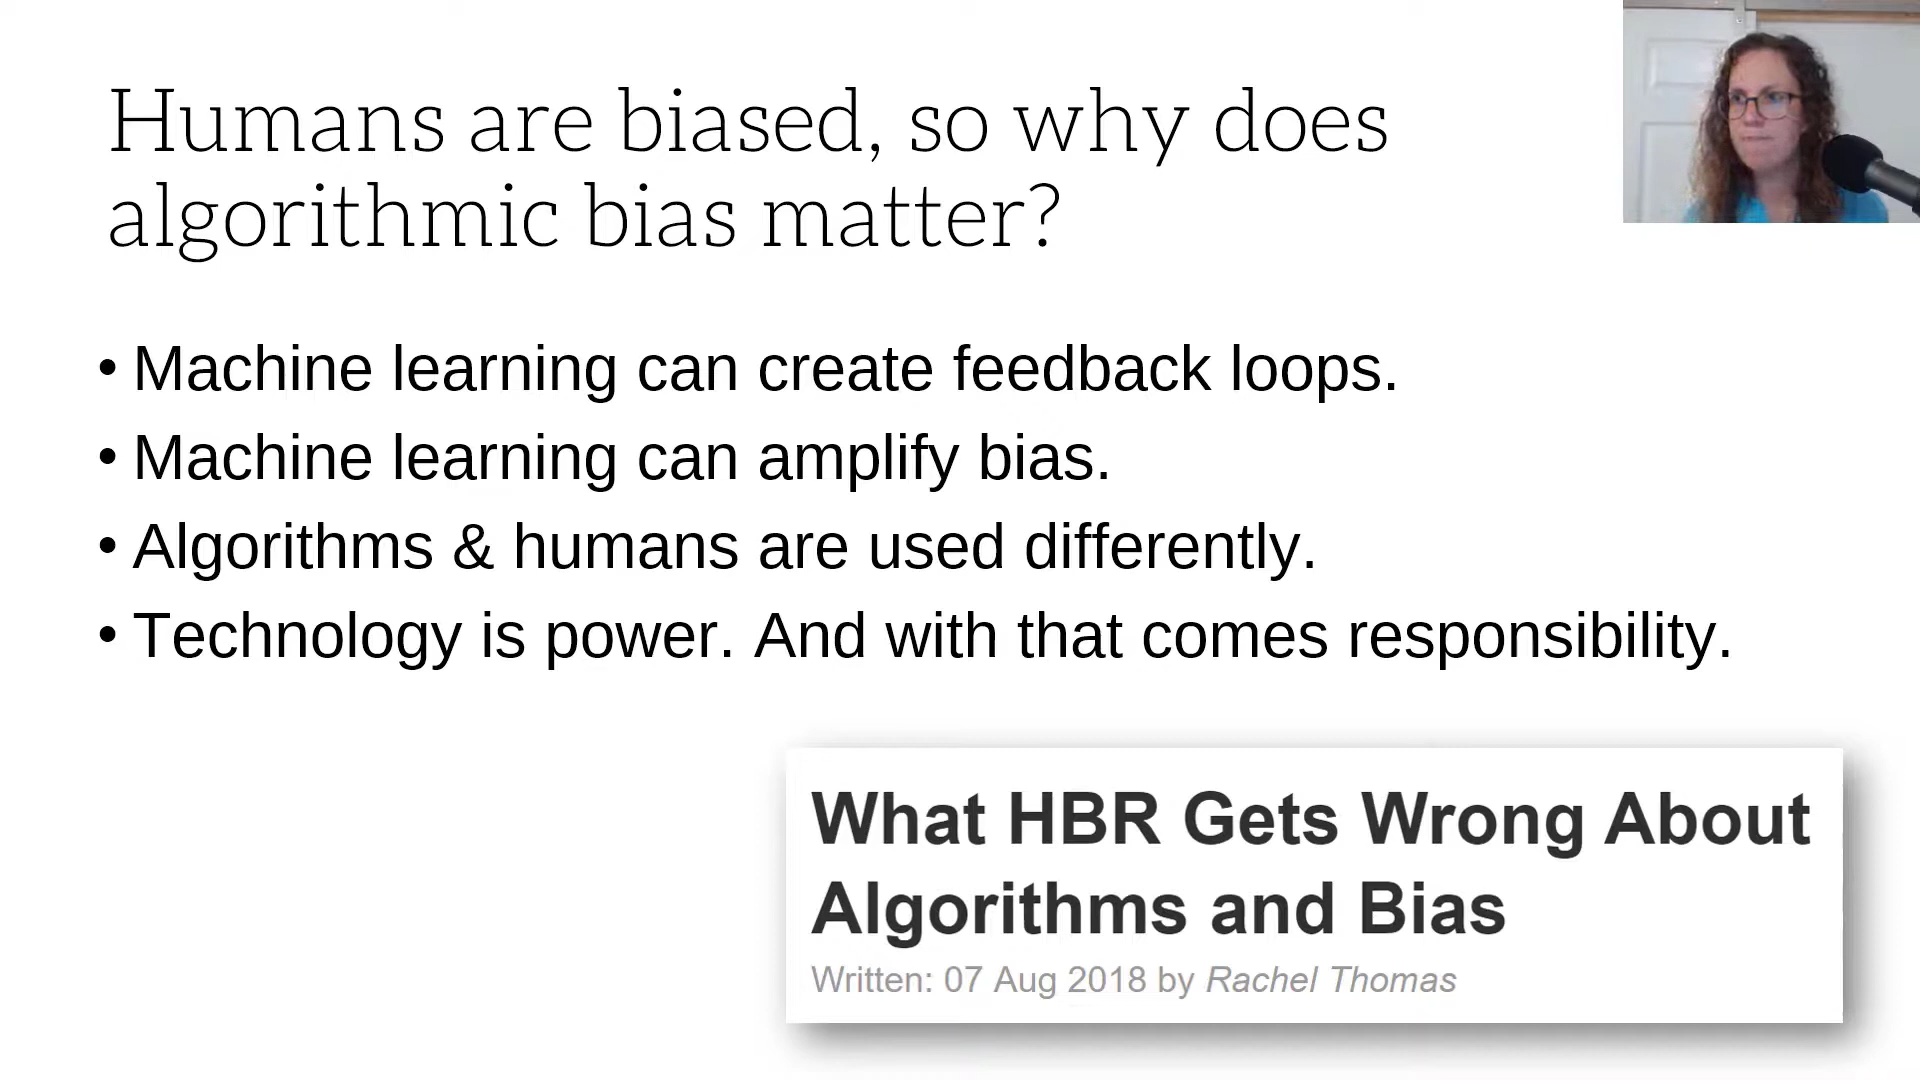 Humans are biased, so why does
algorithmic bias matter?
• Machine learning can create feedback loops.
• Machine learning can amplify bias.
• Algorithms & humans are used differently.
• Technology is power. And with that comes responsibility.
What HBR Gets Wrong About
Algorithms and Bias
Written: 07 Aug 2018 by Rachel Thomas